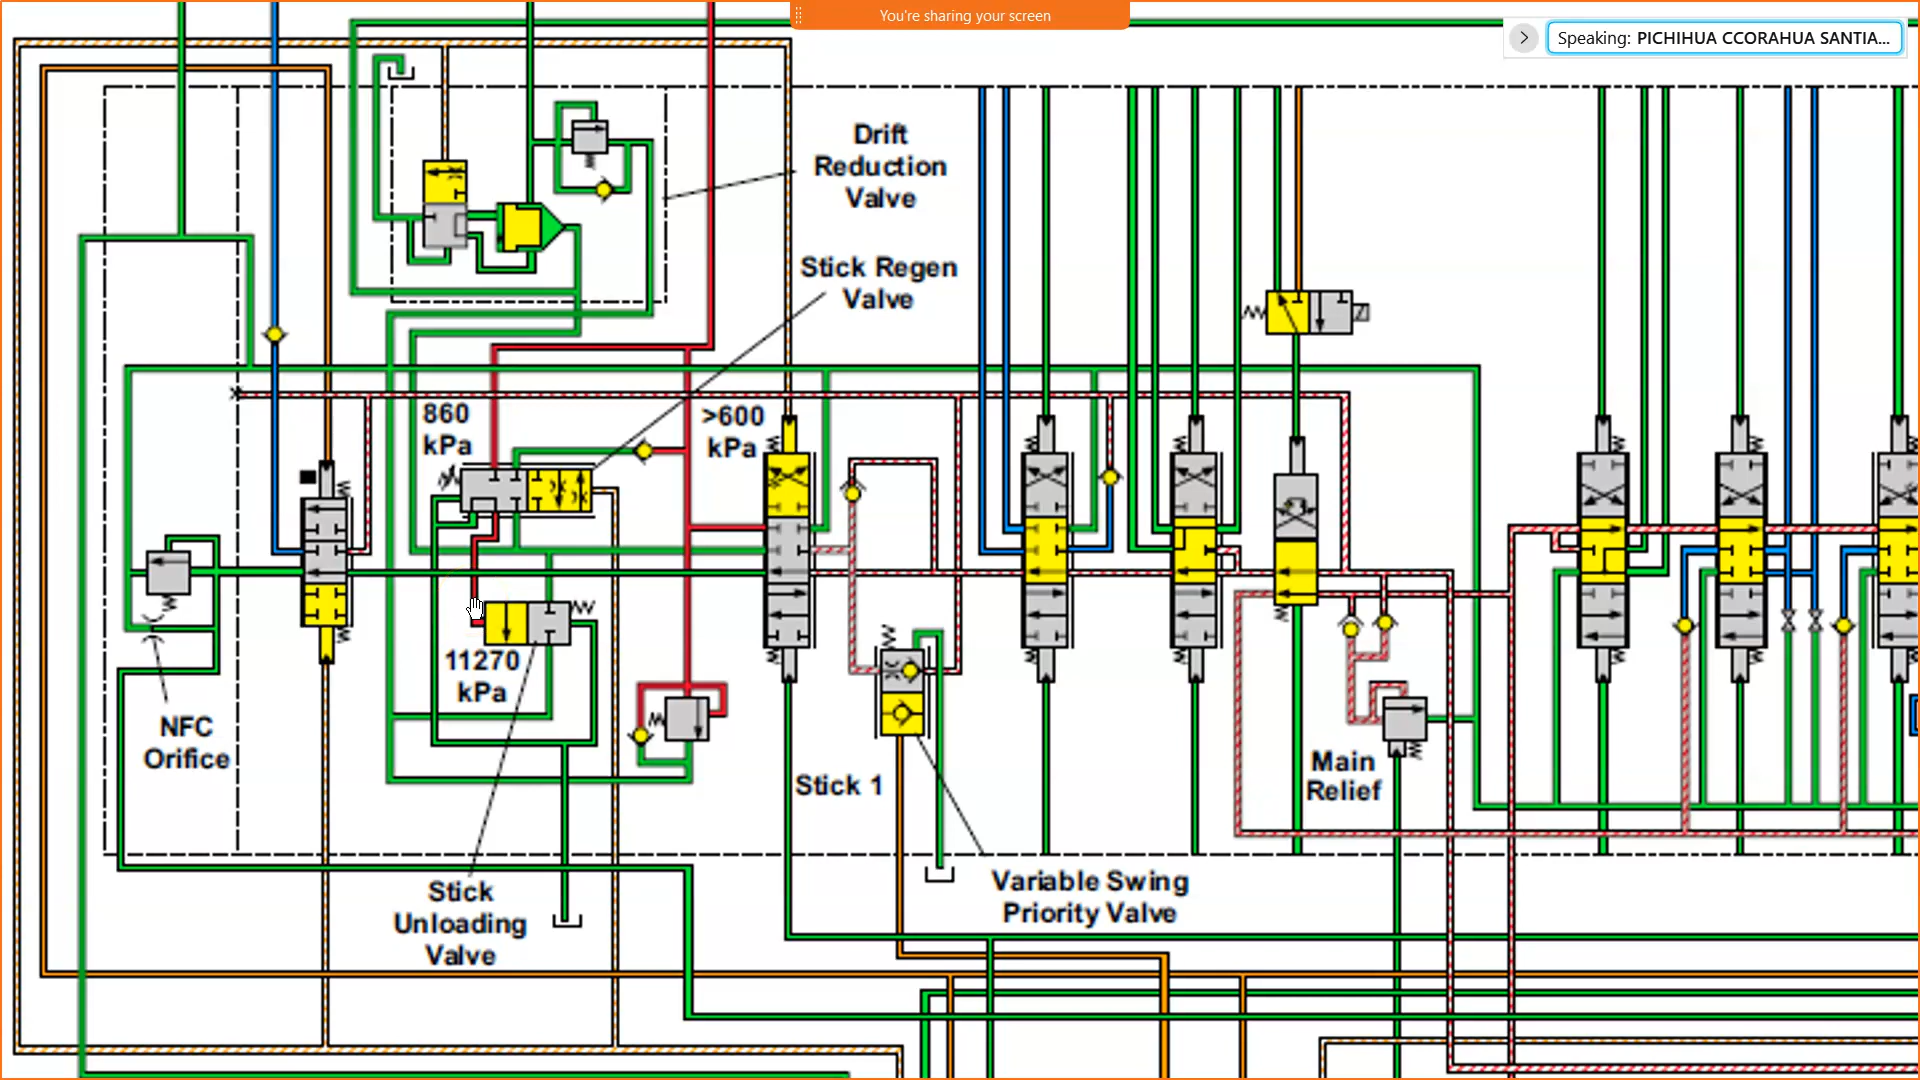 You're sharing your screen
Speaking: PICHIHUA CCORAHUA SANTIA...
Drift
Reduction
Valve
Stick Regen
Valve
860
kPa
>600
kPa
11270
kPa
NFC
Orifice
Stick 1
Main
Relief
Stick
Unloading
Valve
Variable Swing
Priority Valve